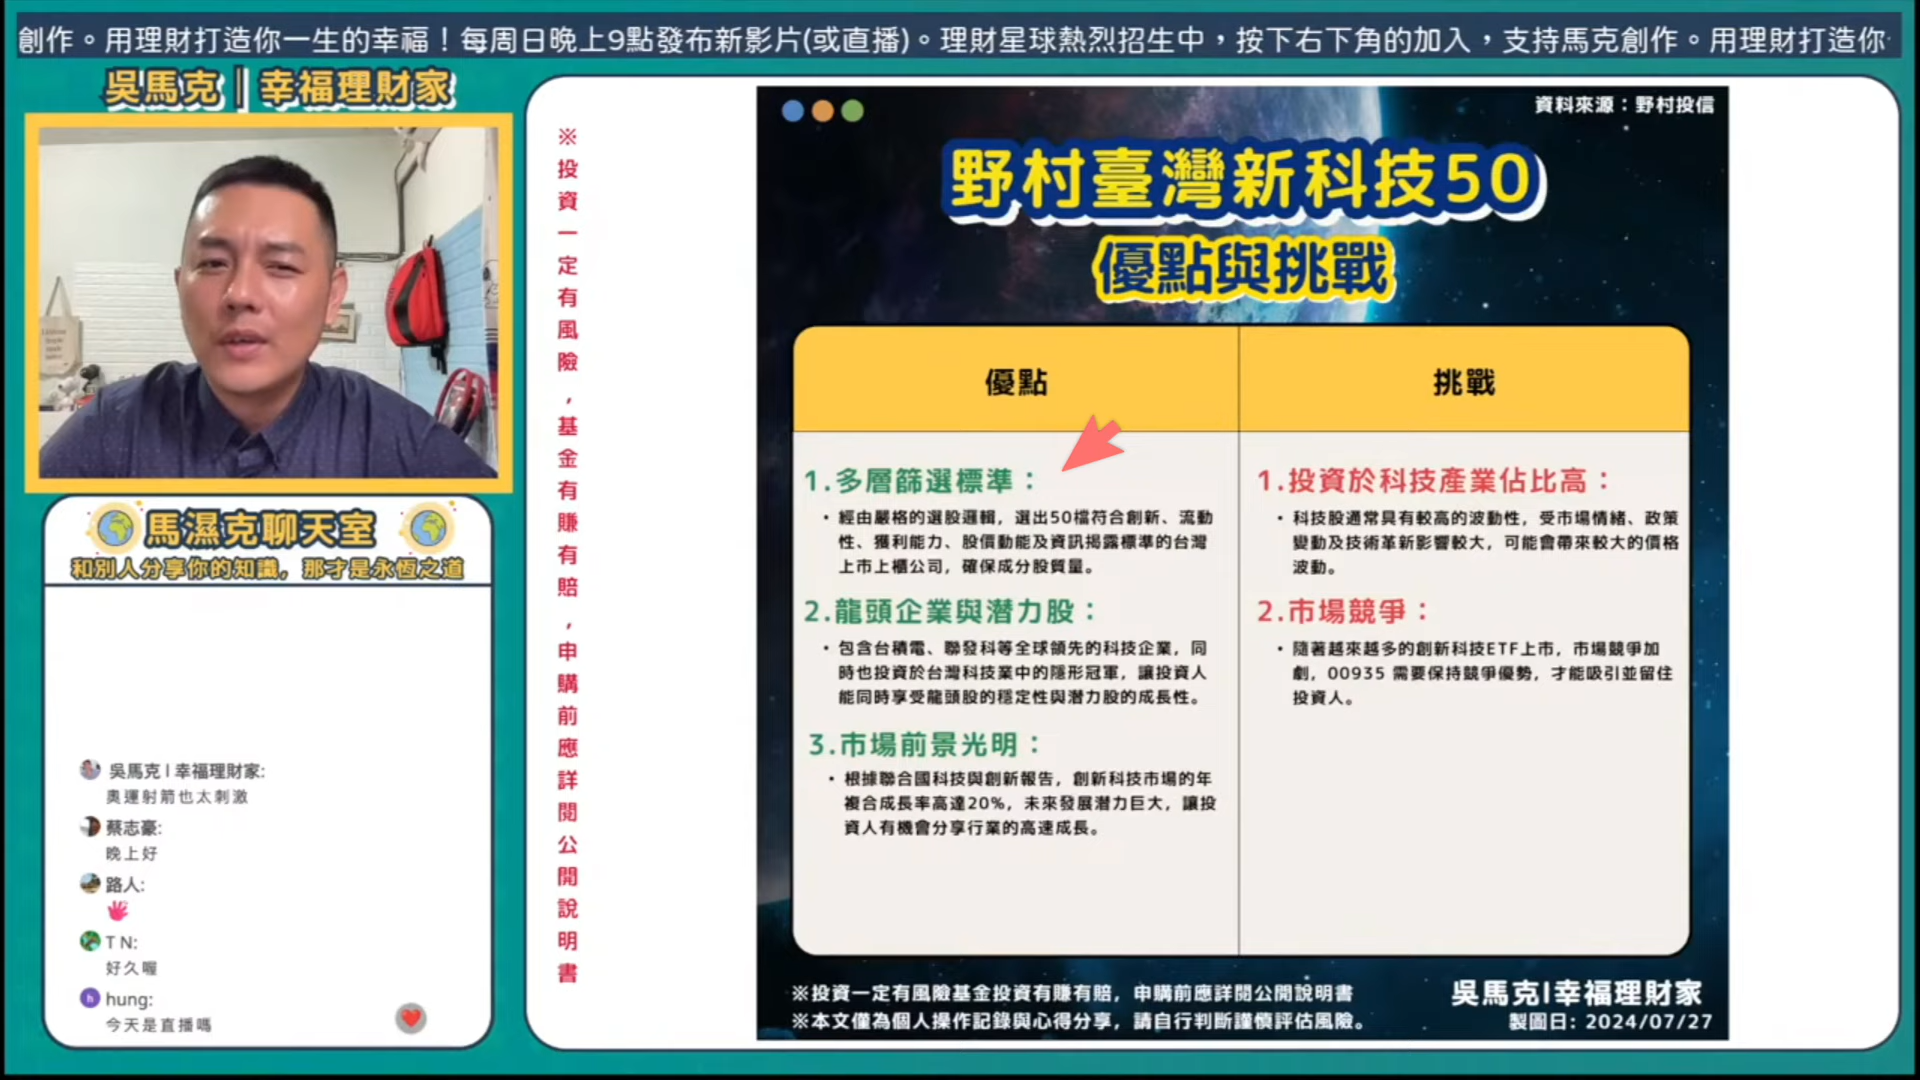 創作。用理財打造你一生的幸福！每周日晚上9點發布新影片(或直播)。理財星球熱烈招生中，按下右下角的加入，支持馬克創作。用理財打造你
吳馬克｜幸福理財家
馬濕克聊天室
和別人分享你的知識，那才是永恆之道
吳馬克 l 幸福理財家:
奧運射箭也太刺激
蔡志豪:
晚上好
路人:
T N:
好久喔
h hung:
今天是直播嗎
※投資一定有風險，基金有賺有賠，申購前應詳閱公開說明書
資料來源：野村投信
野村臺灣新科技50
優點與挑戰
優點
1.多層篩選標準：
・經由嚴格的選股邏輯，選出50檔符合創新、流動
性、獲利能力、股價動能及資訊揭露標準的台灣
上市上櫃公司，確保成分股質量。
2.龍頭企業與潛力股：
・包含台積電、聯發科等全球領先的科技企業，同
時也投資於台灣科技業中的隱形冠軍，讓投資人
能同時享受龍頭股的穩定性與潛力股的成長性。
3.市場前景光明：
・根據聯合國科技與創新報告，創新科技市場的年
複合成長率高達20%，未來發展潛力巨大，讓投
資人有機會分享行業的高速成長。
挑戰
1.投資於科技產業佔比高：
・科技股通常具有較高的波動性，受市場情緒、政策
變動及技術革新影響較大，可能會帶來較大的價格
波動。
2.市場競爭：
・隨著越來越多的創新科技ETF上市，市場競爭加
劇，00935 需要保持競爭優勢，才能吸引並留住
投資人。
※投資一定有風險基金投資有賺有賠，申購前應詳閱公開說明書
※本文僅為個人操作記錄與心得分享，請自行判斷謹慎評估風險。
吳馬克l幸福理財家
製圖日: 2024/07/27